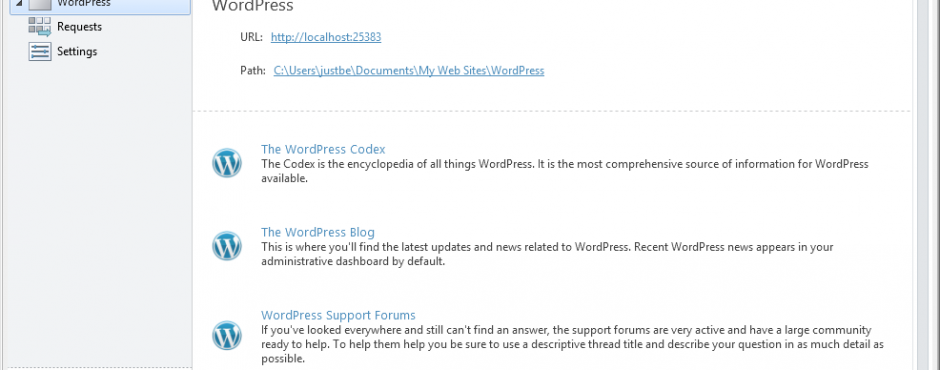 WordPress
Requests
Settings
WordPress
URL: http://localhost:25383
Path: C:\Users\justbe\Documents\My Web Sites\WordPress
The WordPress Codex
The Codex is the encyclopedia of all things WordPress. It is the most comprehensive source of information for WordPress
available.
The WordPress Blog
This is where you'll find the latest updates and news related to WordPress. Recent WordPress news appears in your
administrative dashboard by default.
WordPress Support Forums
If you've looked everywhere and still can't find an answer, the support forums are very active and have a large community
ready to help. To help them help you be sure to use a descriptive thread title and describe your question in as much detail as
possible.